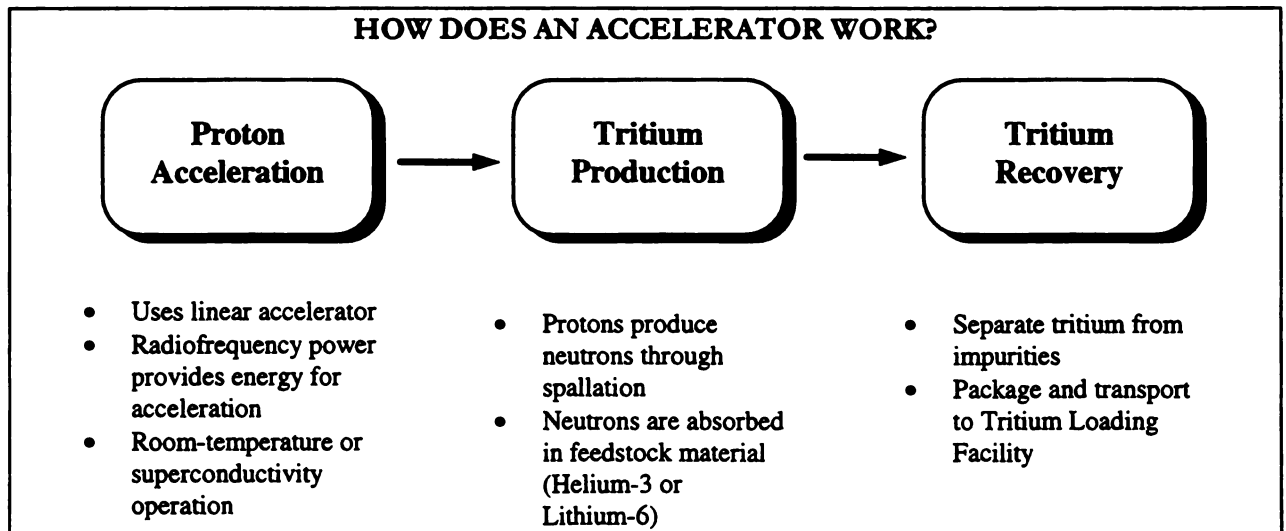 HOW DOES AN ACCELERATOR WORK?
Proton
Acceleration
Tritium
Production
Tritium
Recovery
• Uses linear accelerator
• Radiofrequency power
provides energy for
acceleration
• Room-temperature or
superconductivity
operation
• Protons produce
neutrons through
spallation
• Neutrons are absorbed
in feedstock material
(Helium-3 or
Lithium-6)
• Separate tritium from
impurities
• Package and transport
to Tritium Loading
Facility